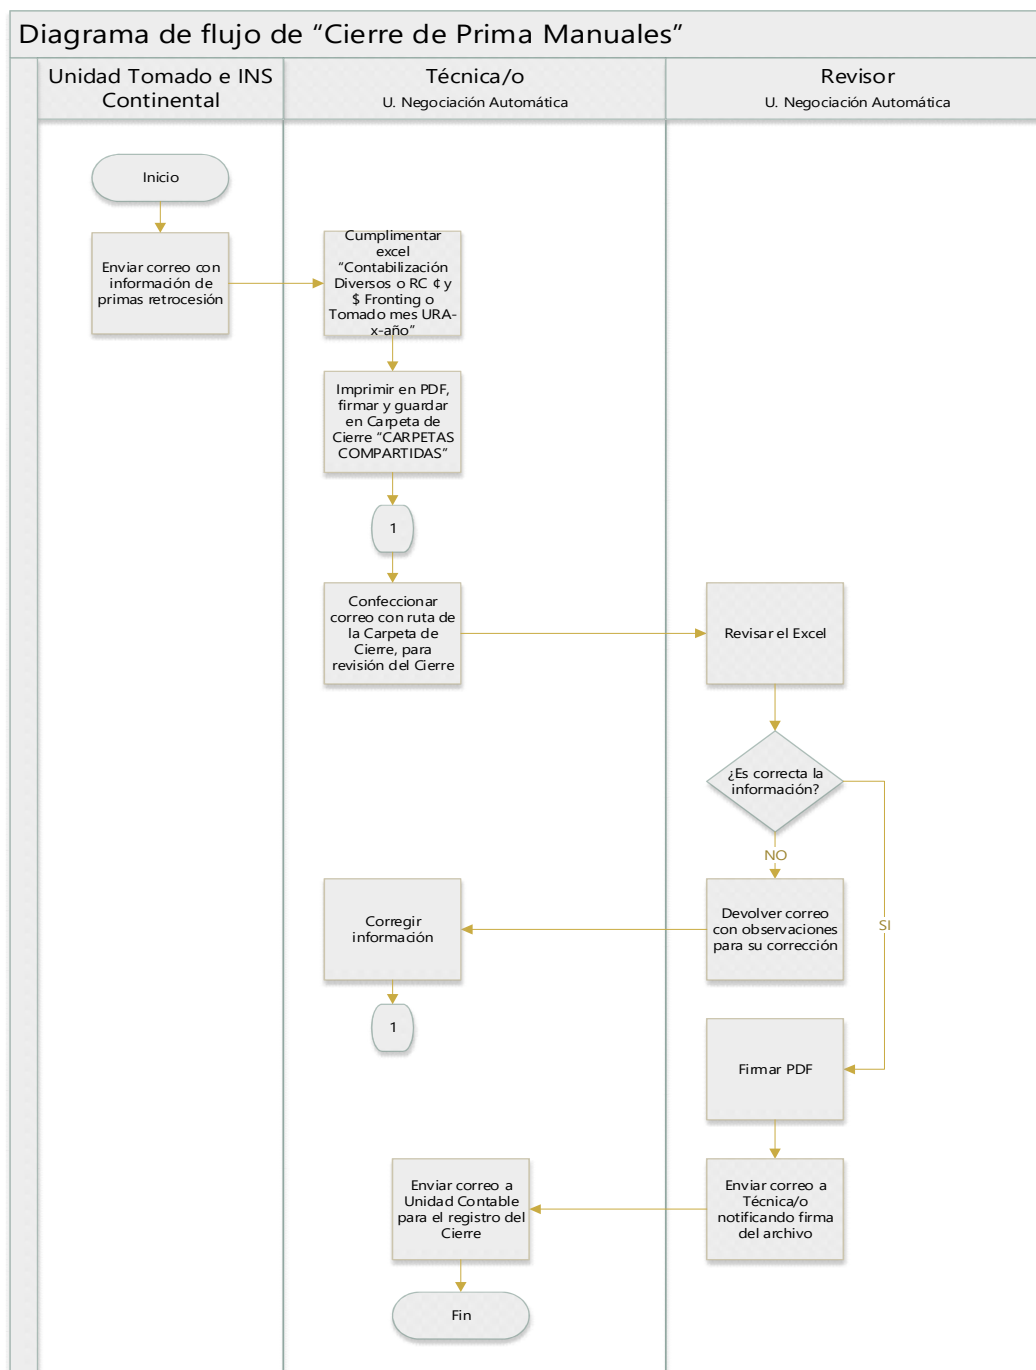 Diagrama de flujo de “Cierre de Prima Manuales”
Unidad Tomado e INS
Continental
Técnica/o
U. Negociación Automática
Revisor
U. Negociación Automática
Inicio
Enviar correo con
información de
primas retrocesión
Cumplimentar
excel
“Contabilización
Diversos o RC ¢ y
$ Fronting o
Tomado mes URA-
x-año”
Imprimir en PDF,
firmar y guardar
en Carpeta de
Cierre “CARPETAS
COMPARTIDAS”
1
Confeccionar
correo con ruta de
la Carpeta de
Cierre, para
revisión del Cierre
Revisar el Excel
¿Es correcta la
información?
NO
SI
Devolver correo
con observaciones
para su corrección
Corregir
información
1
Firmar PDF
Enviar correo a
Técnica/o
notificando firma
del archivo
Enviar correo a
Unidad Contable
para el registro del
Cierre
Fin